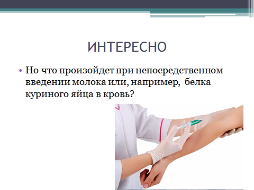 ИНТЕРЕСНО
• Но что произойдет при непосредственном
введении молока или, например, белка
куриного яйца в кровь?